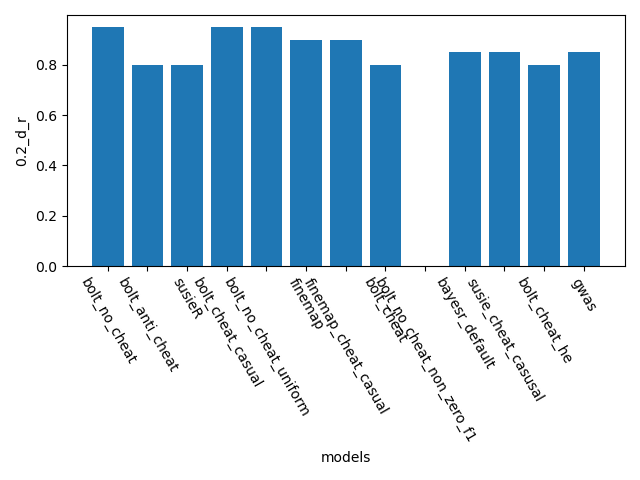 0.8
0.6
0.4
0.2
0.0
0.2_d_r
bolt_no_cheat
bolt_anti_cheat
susieR
bolt_cheat_casual
bolt_no_cheat_uniform
finemap
finemap_cheat_casual
bolt_cheat
bolt_no_cheat_non_zero_f1
bayesr_default
susie_cheat_casusal
bolt_cheat_he
gwas
models